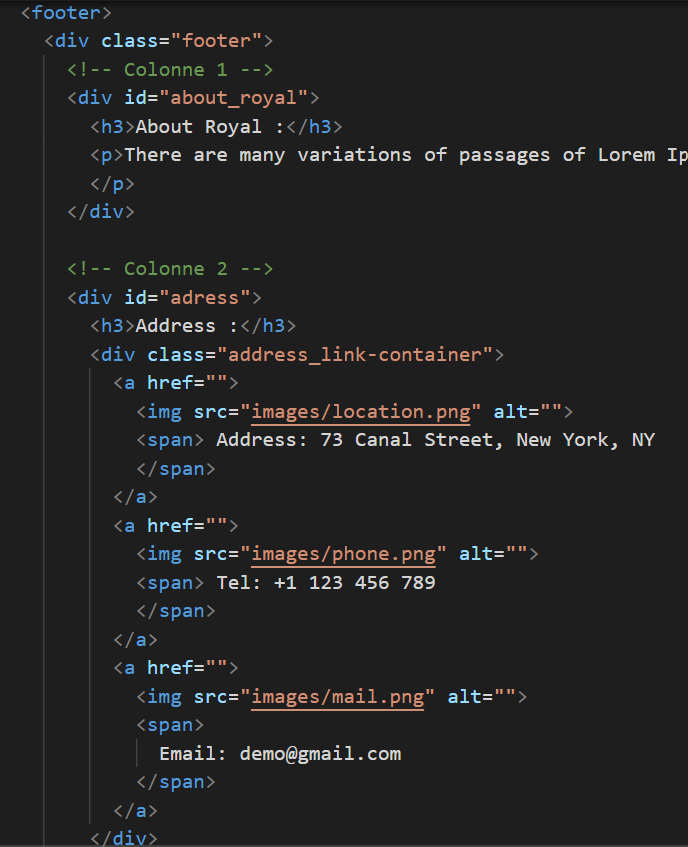 <footer>
<div class="footer">
<!-- Colonne 1 -->
<div id="about_royal">
<h3>About Royal :</h3>
<p>There are many variations of passages of Lorem Ip
</p>
</div>
<!-- Colonne 2 -->
<div id="adress">
<h3>Address :</h3>
<div class="address_link-container">
<a href="">
<img src="images/location.png" alt="">
<span> Address: 73 Canal Street, New York, NY
</span>
</a>
<a href="">
<img src="images/phone.png" alt="">
<span> Tel: +1 123 456 789
</span>
</a>
<a href="">
<img src="images/mail.png" alt="">
<span>
Email: demo@gmail.com
</span>
</a>
</div>